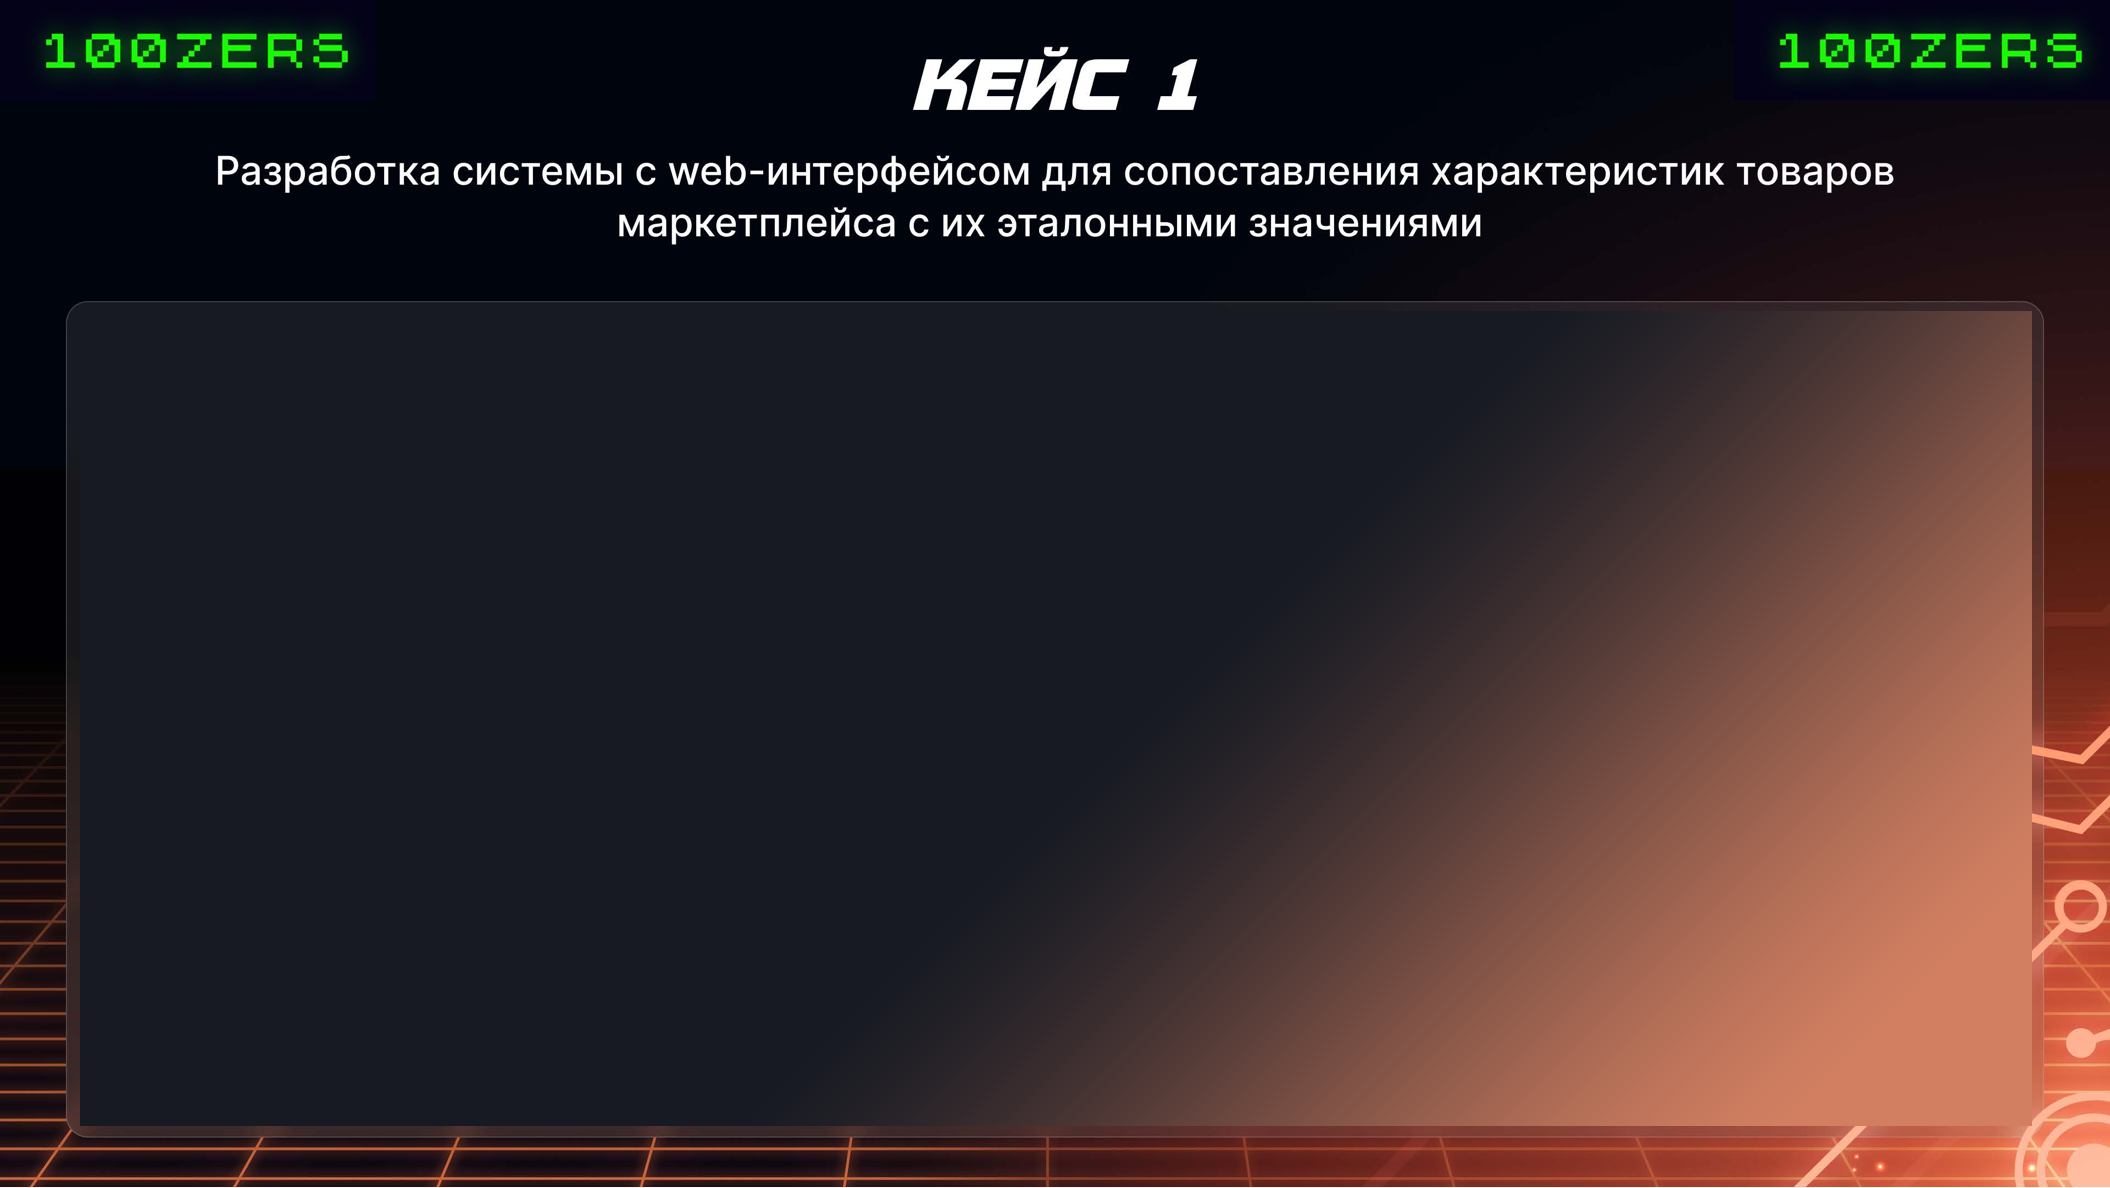 100ZERS
100ZERS
КЕЙС 1
Разработка системы с web-интерфейсом для сопоставления характеристик товаров
маркетплейса с их эталонными значениями